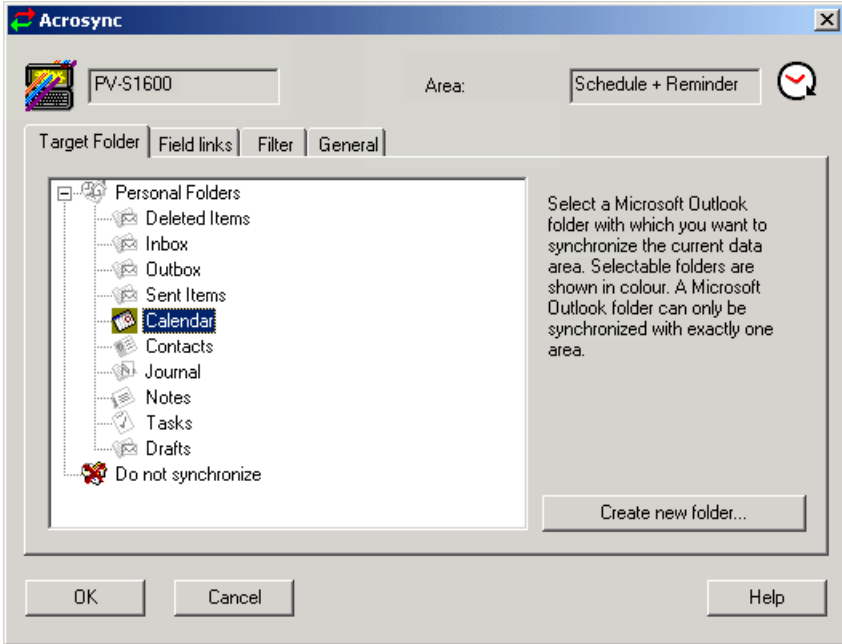 Acrosync
PV-S1600
Area:
Schedule + Reminder
Target Folder
Field links
Filter
General
Personal Folders
Deleted Items
Inbox
Outbox
Sent Items
Calendar
Contacts
Journal
Notes
Tasks
Drafts
Do not synchronize
Select a Microsoft Outlook
folder with which you want to
synchronize the current data
area. Selectable folders are
shown in colour. A Microsoft
Outlook folder can only be
synchronized with exactly one
area.
Create new folder...
OK
Cancel
Help